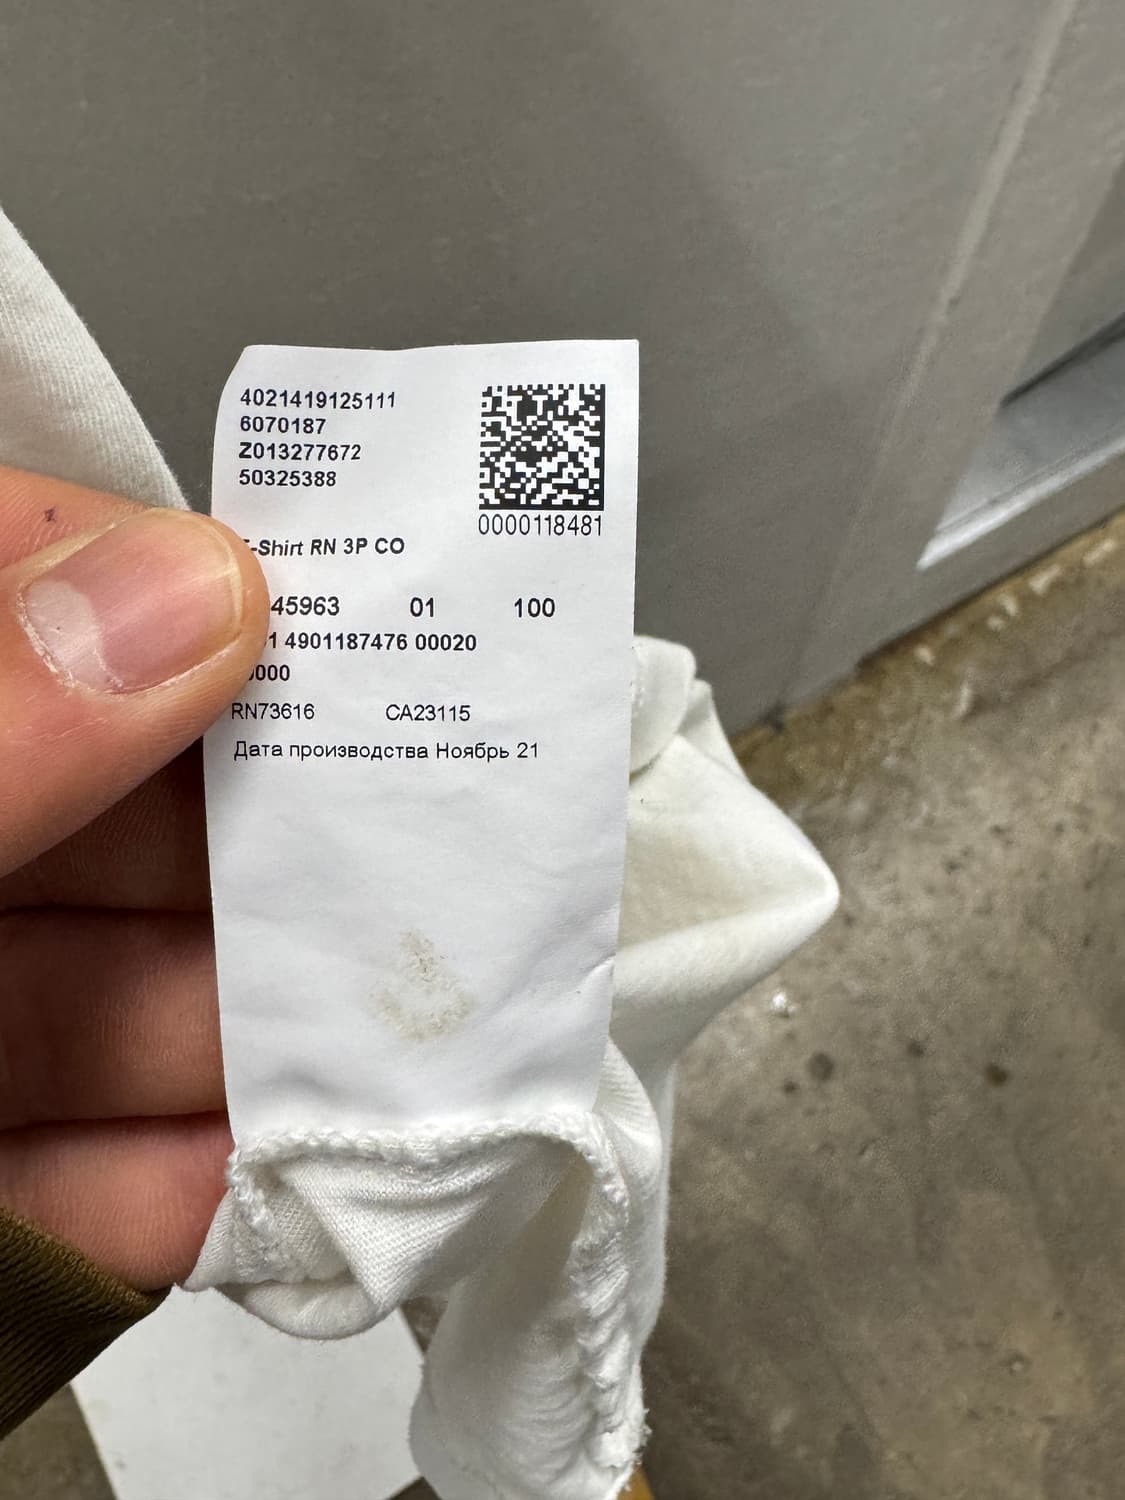 4021419125111
6070187
Z013277672
50325388
0000118481
-Shirt RN 3P CO
45963 01 100
1 4901187476 00020
000
RN73616 CA23115
Дата производства Ноябрь 21